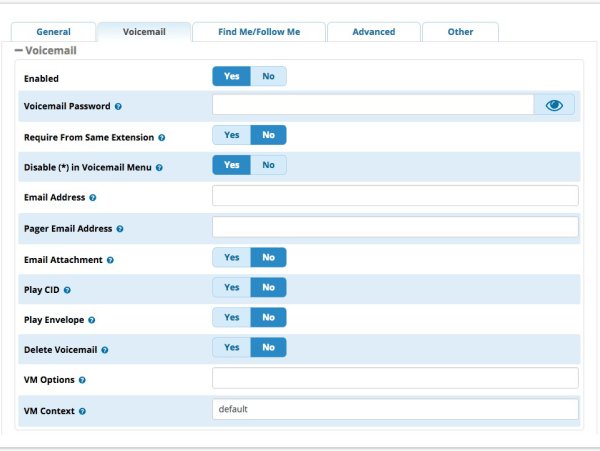 General Voicemail Find Me/Follow Me Advanced Other
Voicemail
Enabled Yes No
Voicemail Password
Require From Same Extension Yes No
Disable (*) in Voicemail Menu Yes No
Email Address
Pager Email Address
Email Attachment Yes No
Play CID Yes No
Play Envelope Yes No
Delete Voicemail Yes No
VM Options
VM Context default